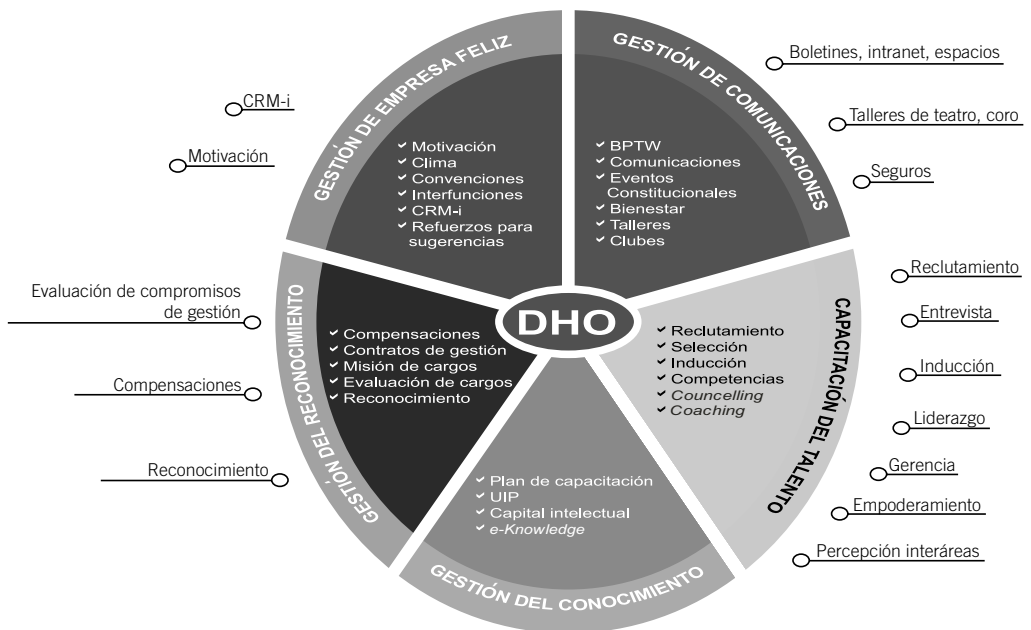 GESTIÓN DE EMPRESA FELIZ
CRM-i
Motivación
Motivación
Clima
Convenciones
Interfunciones
CRM-i
Refuerzos para
sugerencias
GESTIÓN DE COMUNICACIONES
BPTW
Comunicaciones
Eventos
Constitucionales
Bienestar
Talleres
Clubes
Boletines, intranet, espacios
Talleres de teatro, coro
Seguros
DHO
GESTIÓN DEL RECONOCIMIENTO
Evaluación de compromisos
de gestión
Compensaciones
Reconocimiento
Compensaciones
Contratos de gestión
Misión de cargos
Evaluación de cargos
Reconocimiento
CAPACITACIÓN DEL TALENTO
Reclutamiento
Selección
Inducción
Competencias
Councelling
Coaching
Reclutamiento
Entrevista
Inducción
Liderazgo
Gerencia
Empoderamiento
Percepción interáreas
Plan de capacitación
UIP
Capital intelectual
e-Knowledge
GESTIÓN DEL CONOCIMIENTO